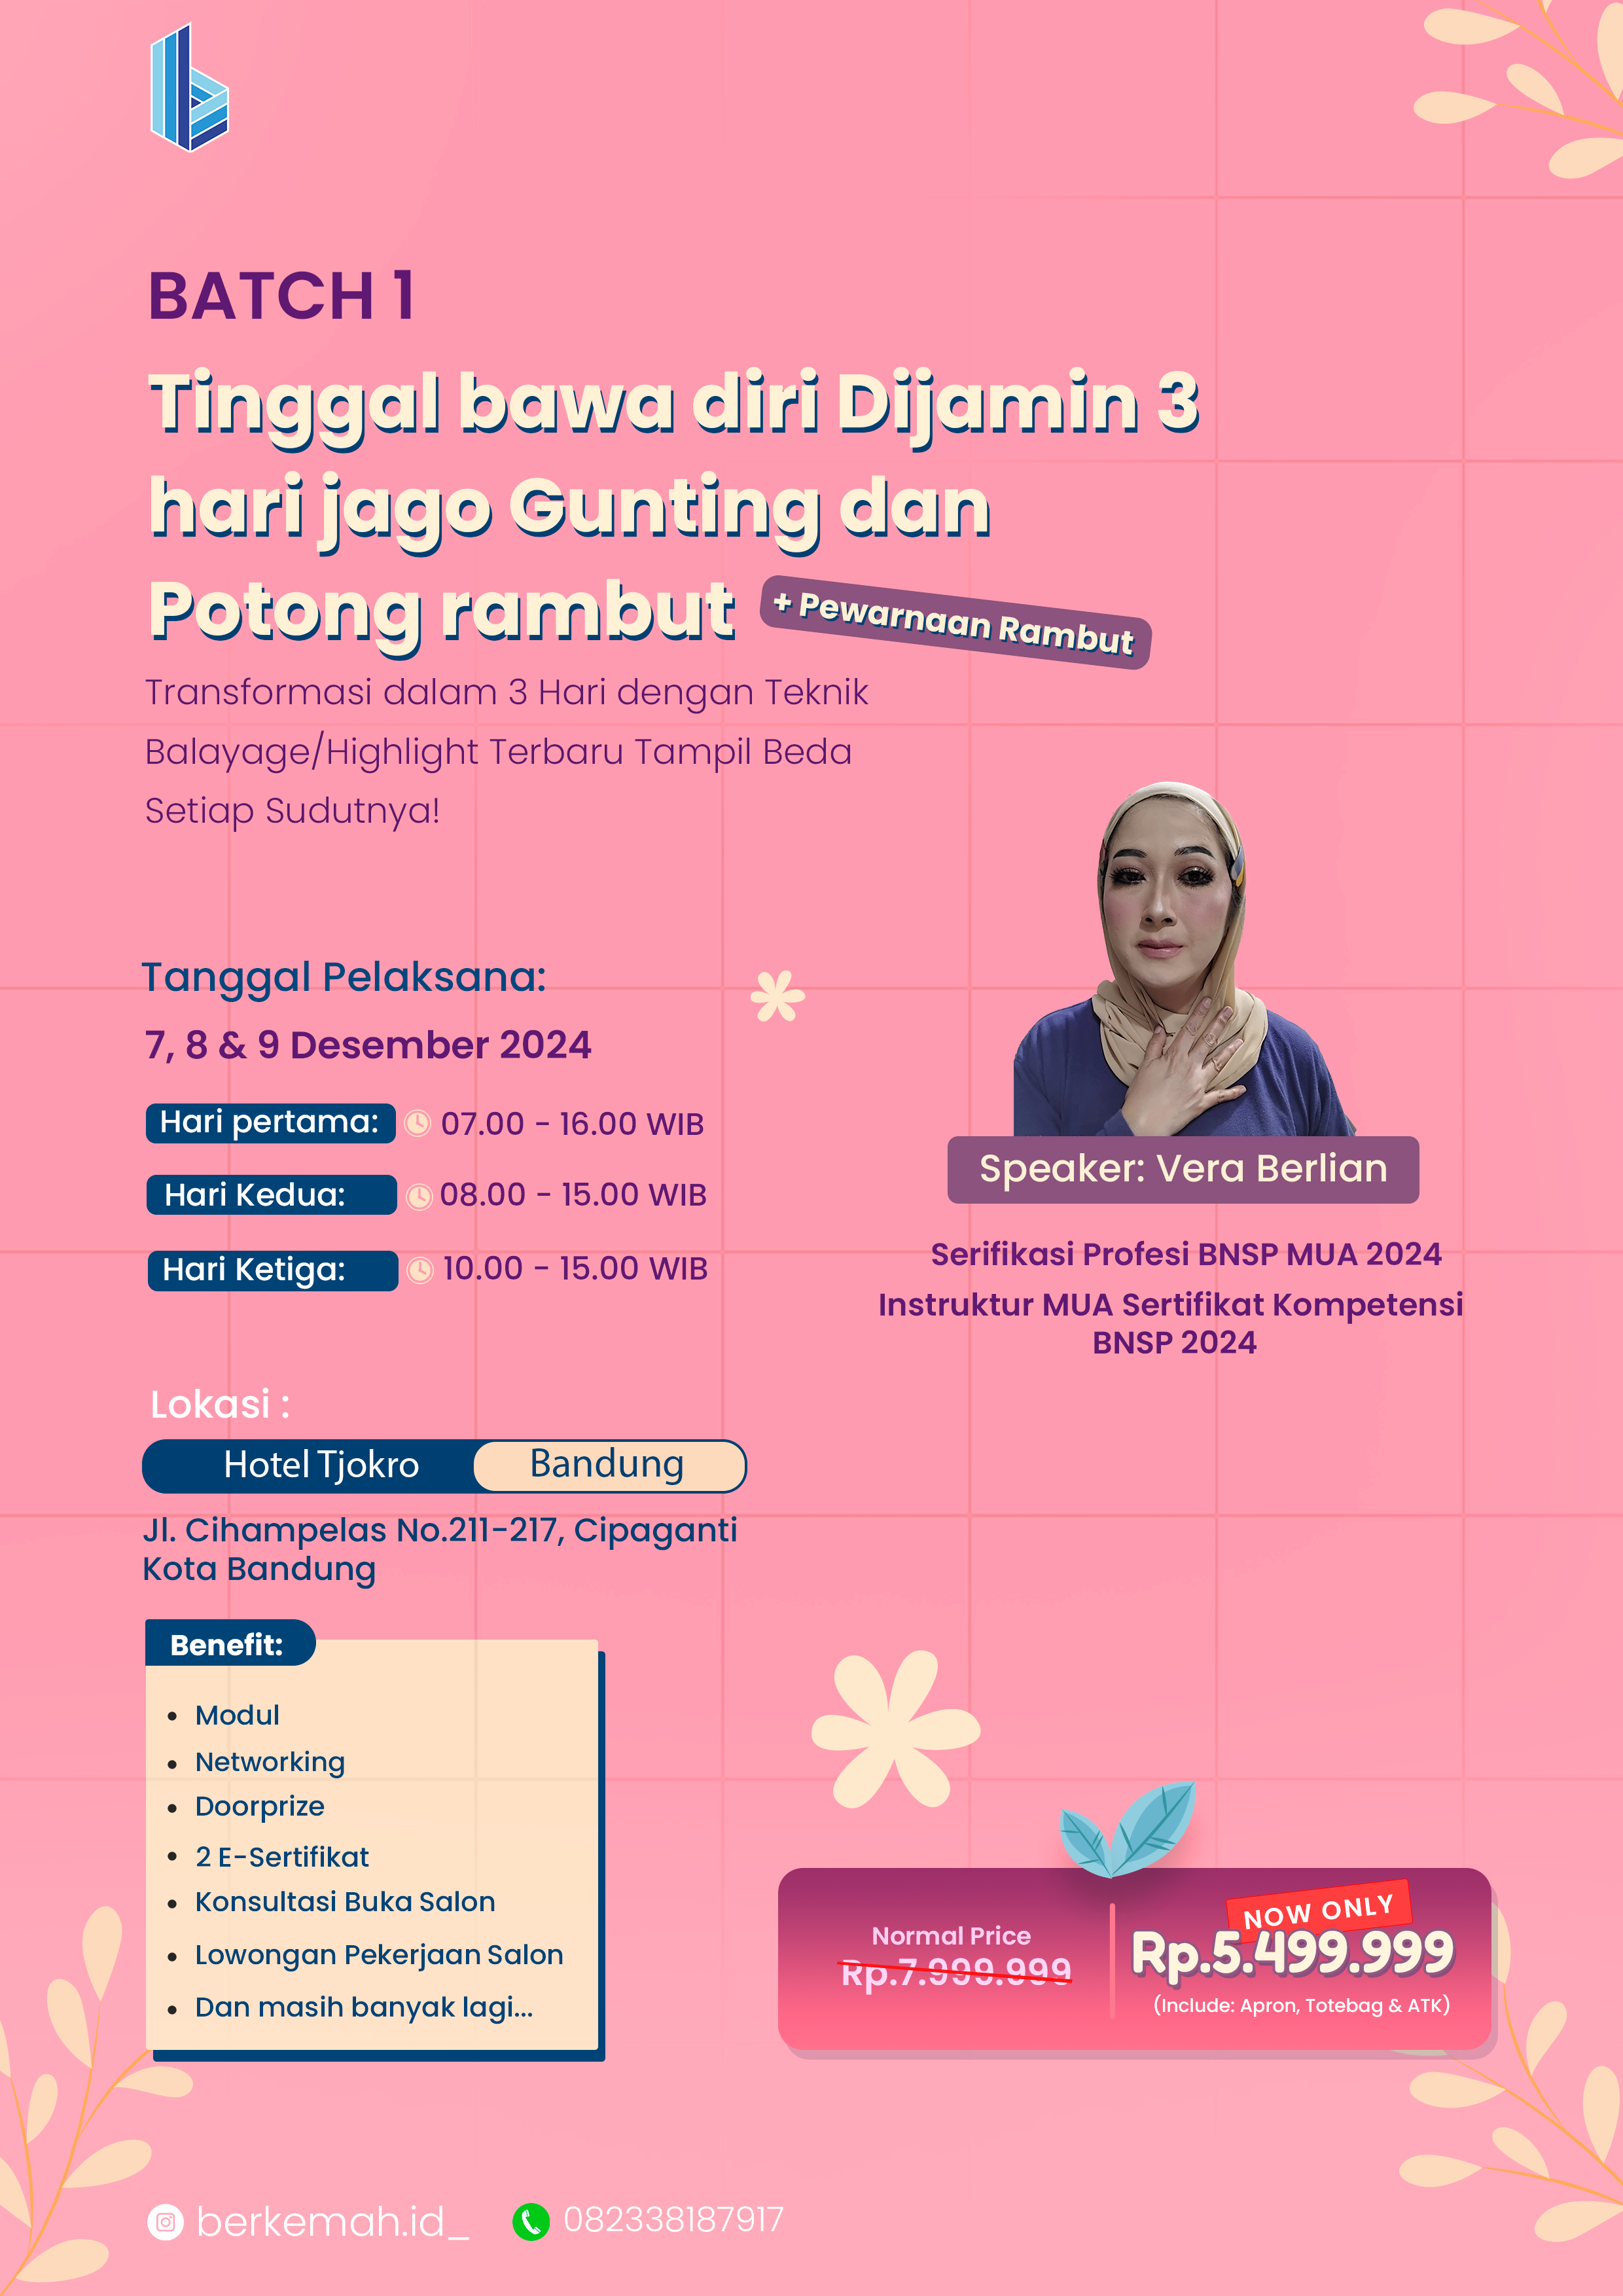 BATCH 1
Tinggal bawa diri Dijamin 3
hari jago Gunting dan
Potong rambut
+ Pewarnaan Rambut
Transformasi dalam 3 Hari dengan Teknik
Balayage/Highlight Terbaru Tampil Beda
Setiap Sudutnya!
Tanggal Pelaksana:
7, 8 & 9 Desember 2024
Hari pertama: 07.00 - 16.00 WIB
Hari Kedua: 08.00 - 15.00 WIB
Hari Ketiga: 10.00 - 15.00 WIB
Speaker: Vera Berlian
Serifikasi Profesi BNSP MUA 2024
Instruktur MUA Sertifikat Kompetensi
BNSP 2024
Lokasi :
Hotel Tjokro Bandung
Jl. Cihampelas No.211-217, Cipaganti
Kota Bandung
Benefit:
• Modul
• Networking
• Doorprize
• 2 E-Sertifikat
• Konsultasi Buka Salon
• Lowongan Pekerjaan Salon
• Dan masih banyak lagi...
Normal Price
Rp.7.999.999
NOW ONLY
Rp.5.499.999
(Include: Apron, Totebag & ATK)
berkemah.id_ 082338187917